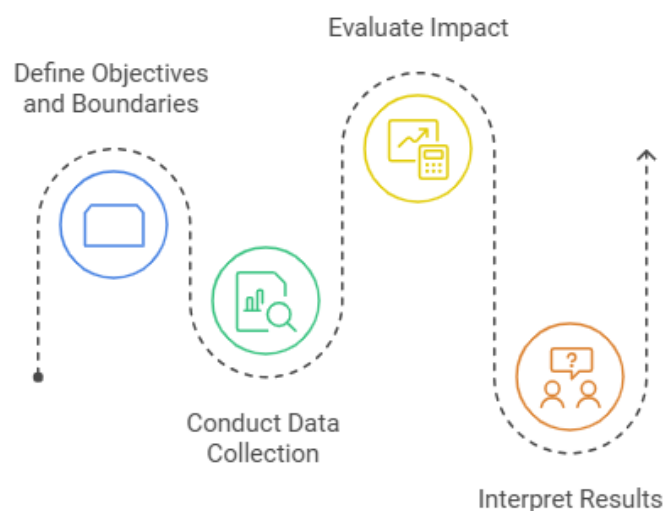 Evaluate Impact
Define Objectives
and Boundaries
?
Conduct Data
Collection
Interpret Results